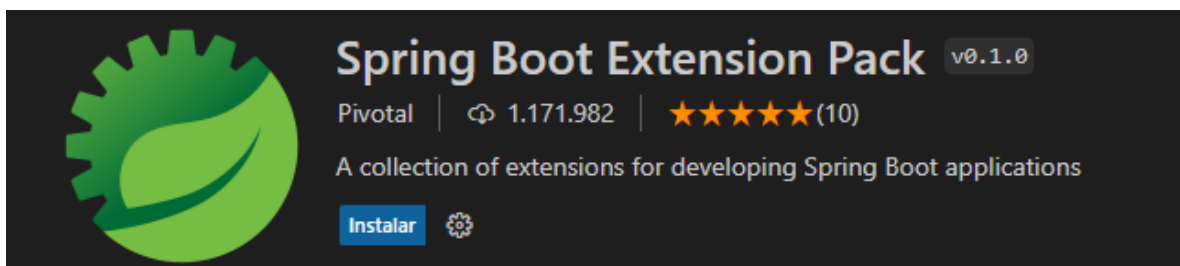 Spring Boot Extension Pack v0.1.0
Pivotal 1.171.982 ★★★★★(10)
A collection of extensions for developing Spring Boot applications
Instalar